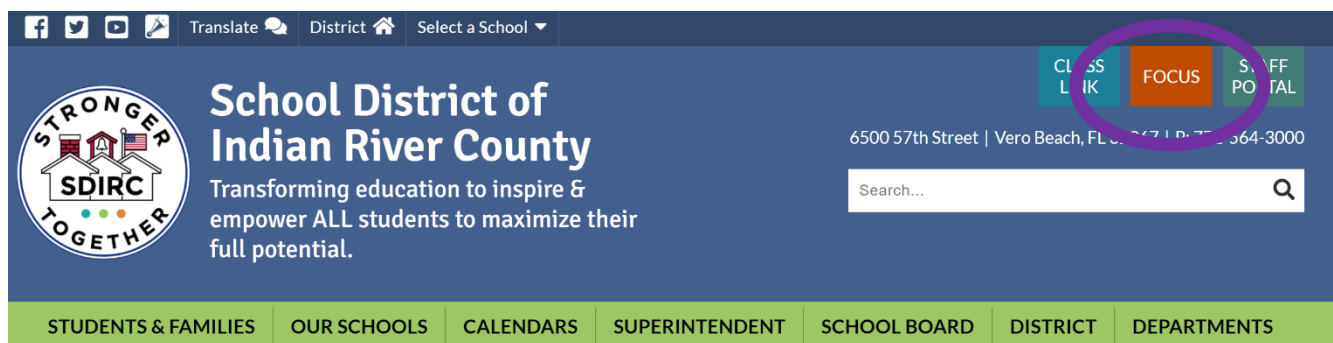 Translate District Select a School
CLASS LINK FOCUS STAFF PORTAL
STRONGER TOGETHER
SDIRC
School District of
Indian River County
Transforming education to inspire &
empower ALL students to maximize their
full potential.
6500 57th Street | Vero Beach, FL | P: 564-3000
Search...
STUDENTS & FAMILIES OUR SCHOOLS CALENDARS SUPERINTENDENT SCHOOL BOARD DISTRICT DEPARTMENTS